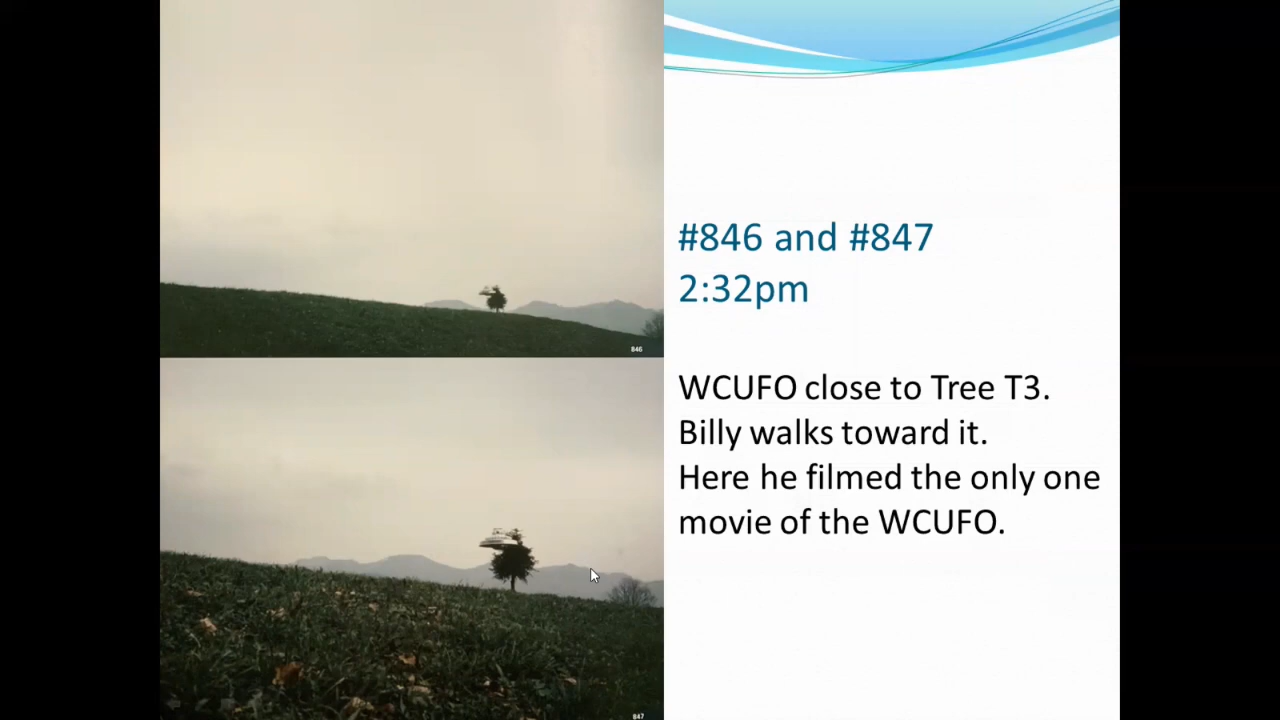 846
847
#846 and #847
2:32pm
WCUFO close to Tree T3.
Billy walks toward it.
Here he filmed the only one
movie of the WCUFO.